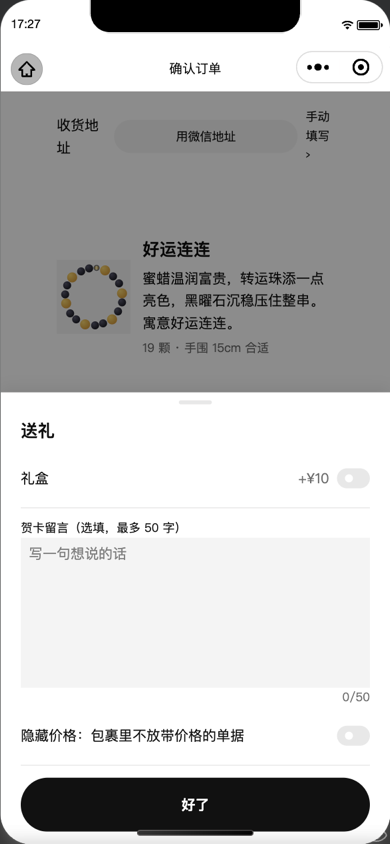 17:27
确认订单
收货地
址
用微信地址
手动
填写
>
好运连连
蜜蜡温润富贵，转运珠添一点
亮色，黑曜石沉稳压住整串。
寓意好运连连。
19 颗 · 手围 15cm 合适
送礼
礼盒
+¥10
贺卡留言（选填，最多 50 字）
写一句想说的话
0/50
隐藏价格：包裹里不放带价格的单据
好了